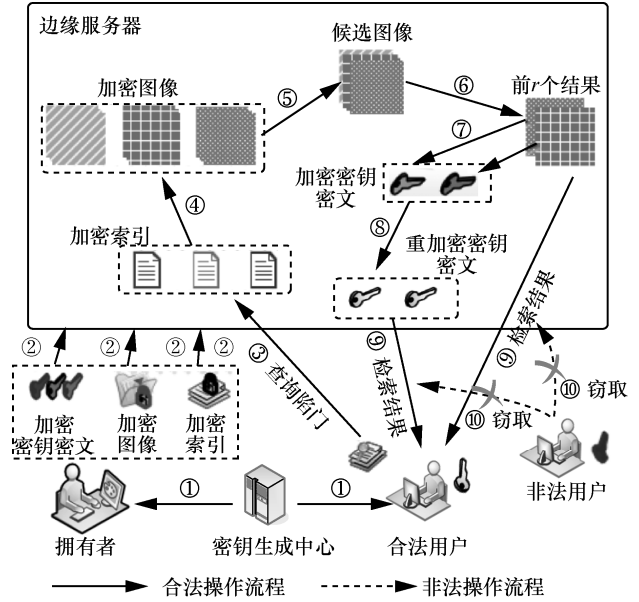 边缘服务器
候选图像
加密图像
⑤
⑥
前r个结果
⑦
加密密钥
密文
④
⑧
加密索引
重加密密钥
密文
②
②
②
②
③ 查询陷门
⑨ 检索结果
⑨ 检索结果
⑩ 窃取
⑩ 窃取
加密
密钥密文
加密
图像
加密
索引
非法用户
①
①
拥有者
密钥生成中心
合法用户
合法操作流程
非法操作流程